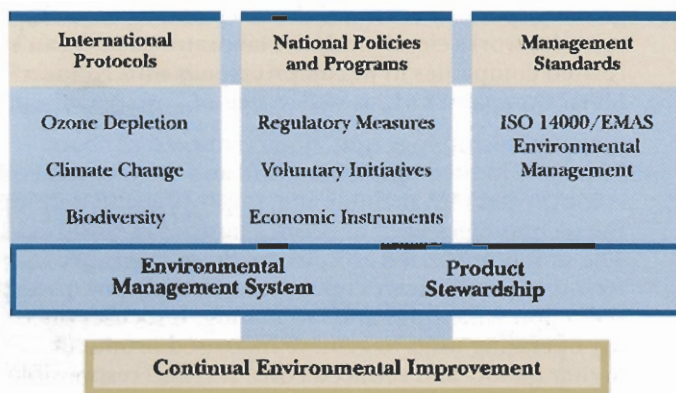 International
Protocols
Ozone Depletion
Climate Change
Biodiversity
National Policies
and Programs
Regulatory Measures
Voluntary Initiatives
Economic Instruments
Management
Standards
ISO 14000/EMAS
Environmental
Management
Environmental
Management System
Product
Stewardship
Continual Environmental Improvement